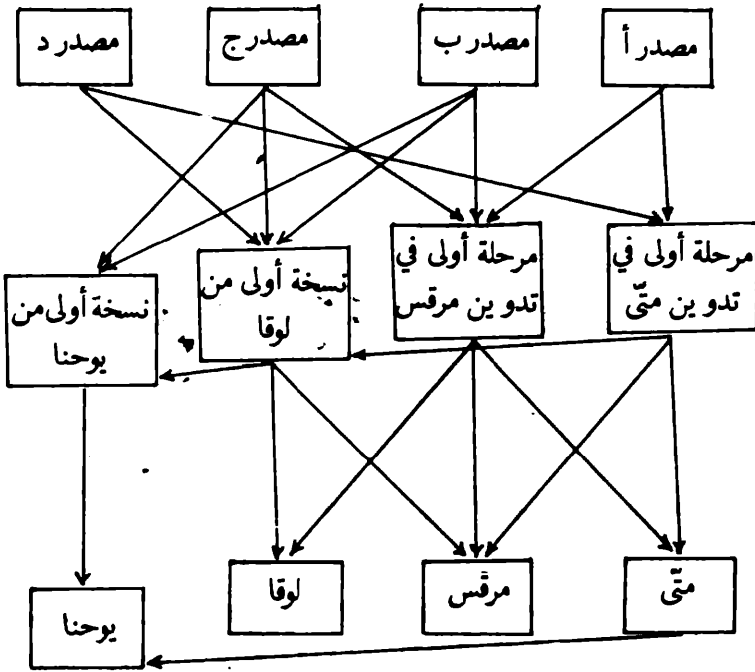 مصدر أ
مصدر ب
مصدر ج
مصدر د
مرحلة أولى في
تدوين متّى
مرحلة أولى في
تدوين مرقس
نسخة أولى من
لوقا
نسخة أولى من
يوحنا
متّى
مرقس
لوقا
يوحنا